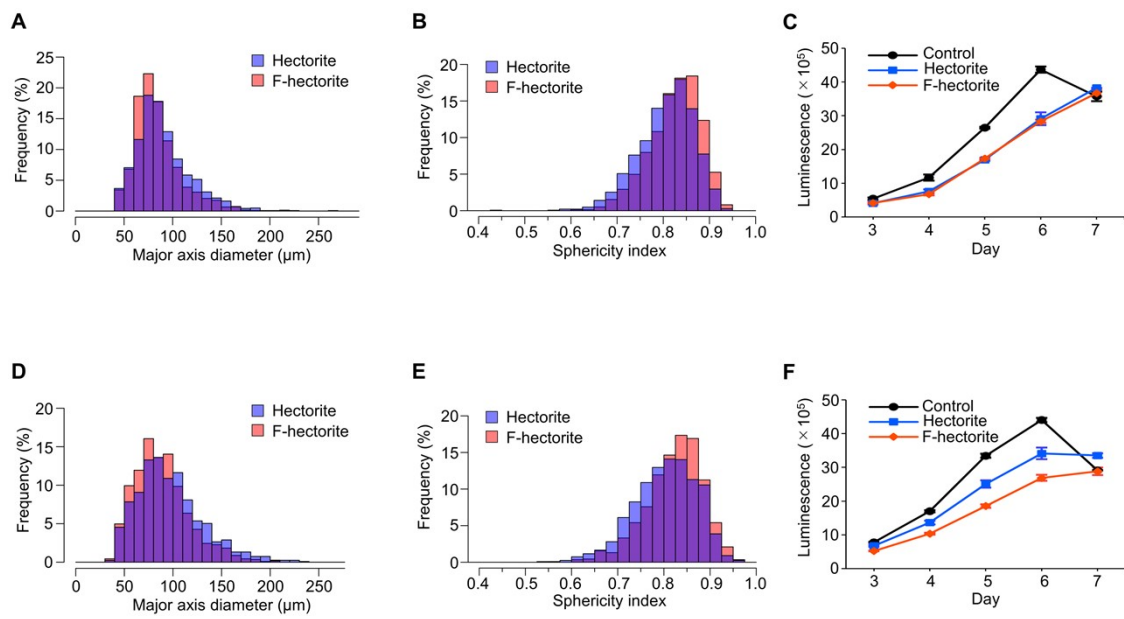 A
Frequency (%)
25
20
15
10
5
0
Hectorite
F-hectorite
0 50 100 150 200 250
Major axis diameter (μm)
B
Frequency (%)
20
15
10
5
0
Hectorite
F-hectorite
0.4 0.5 0.6 0.7 0.8 0.9 1.0
Sphericity index
C
Luminescence (×10⁵)
50
40
30
20
10
0
Control
Hectorite
F-hectorite
3 4 5 6 7
Day
D
Frequency (%)
20
15
10
5
0
Hectorite
F-hectorite
0 50 100 150 200 250
Major axis diameter (μm)
E
Frequency (%)
20
15
10
5
0
Hectorite
F-hectorite
0.4 0.5 0.6 0.7 0.8 0.9 1.0
Sphericity index
F
Luminescence (×10⁵)
50
40
30
20
10
0
Control
Hectorite
F-hectorite
3 4 5 6 7
Day